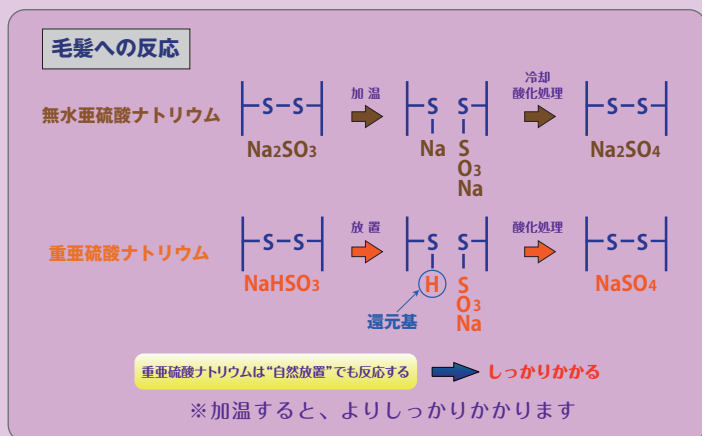 毛髪への反応
無水亜硫酸ナトリウム
S-S
Na2SO3
加温
S S
Na S
O3
Na
冷却
酸化処理
S-S
Na2SO4
重亜硫酸ナトリウム
S-S
NaHSO3
放置
S S
H S
O3
Na
還元基
酸化処理
S-S
NaSO4
重亜硫酸ナトリウムは“自然放置”でも反応する しっかりかかる
※加温すると、よりしっかりかかります